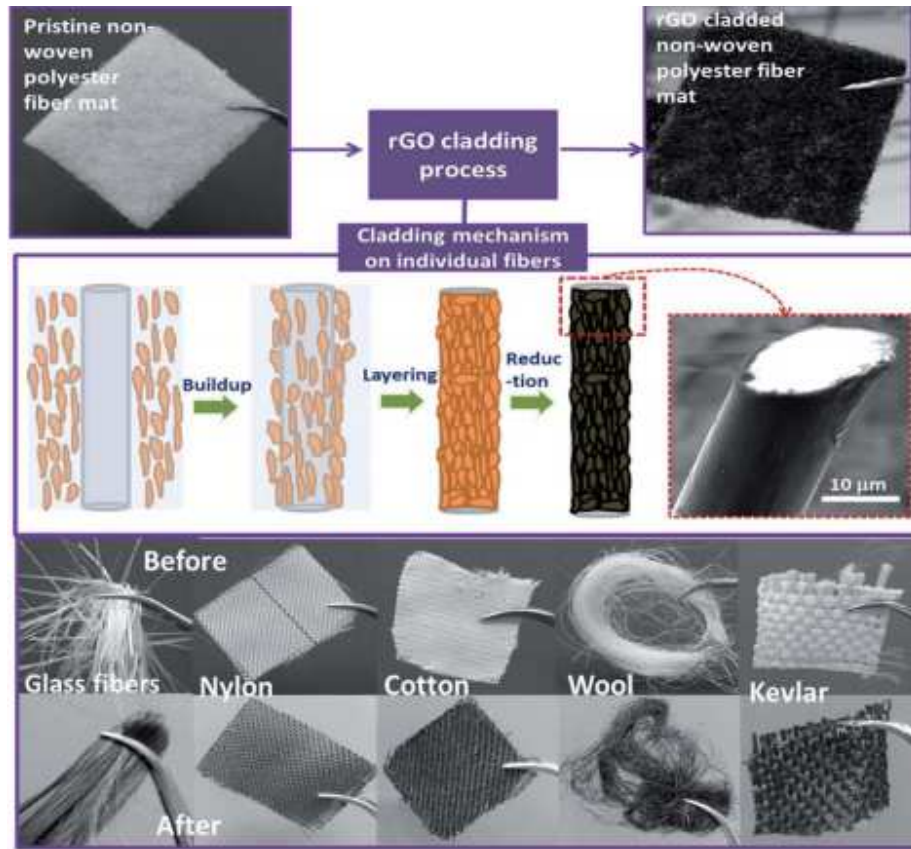 Pristine non-
woven
polyester
fiber mat
rGO cladding
process
rGO cladded
non-woven
polyester fiber
mat
Cladding mechanism
on individual fibers
Buildup
Layering
Reduc
-tion
10 μm
Before
Glass fibers
Nylon
Cotton
Wool
Kevlar
After